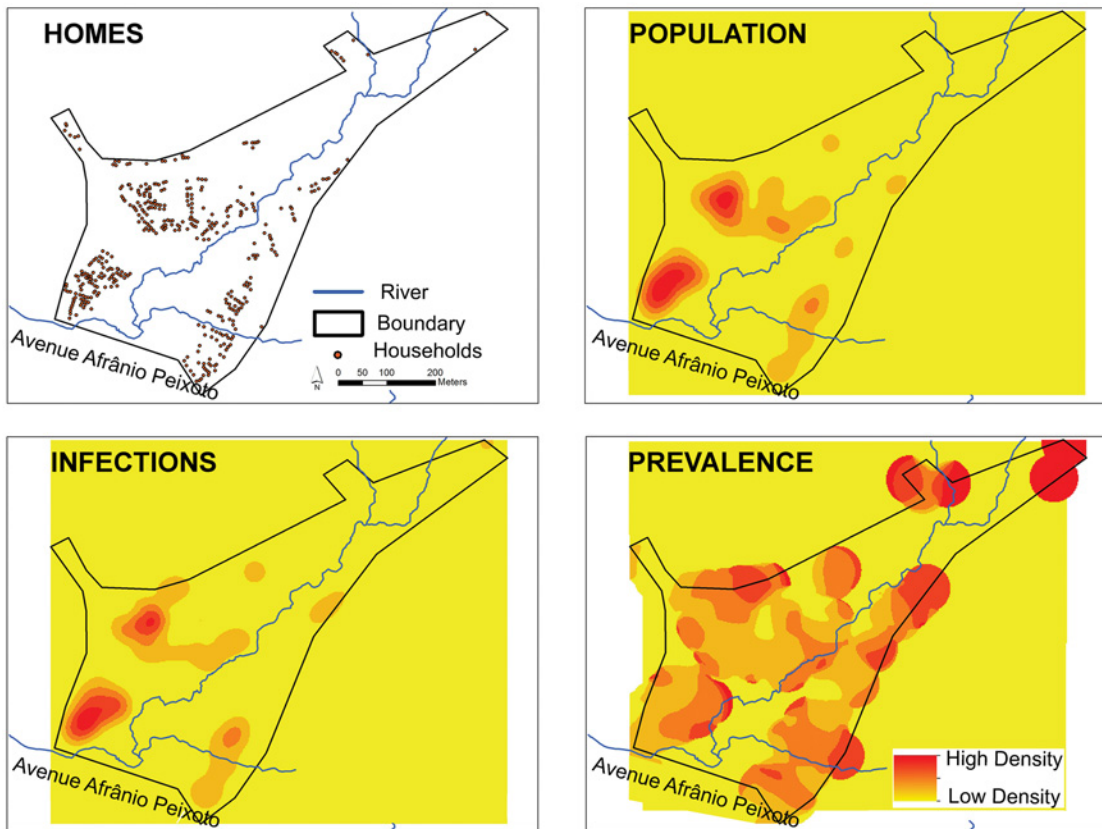 HOMES
River
Boundary
Households
N
0 50 100 200
Meters
Avenue Afrânio Peixoto
POPULATION
Avenue Afrânio Peixoto
INFECTIONS
Avenue Afrânio Peixoto
PREVALENCE
High Density
Low Density
Avenue Afrânio Peixoto